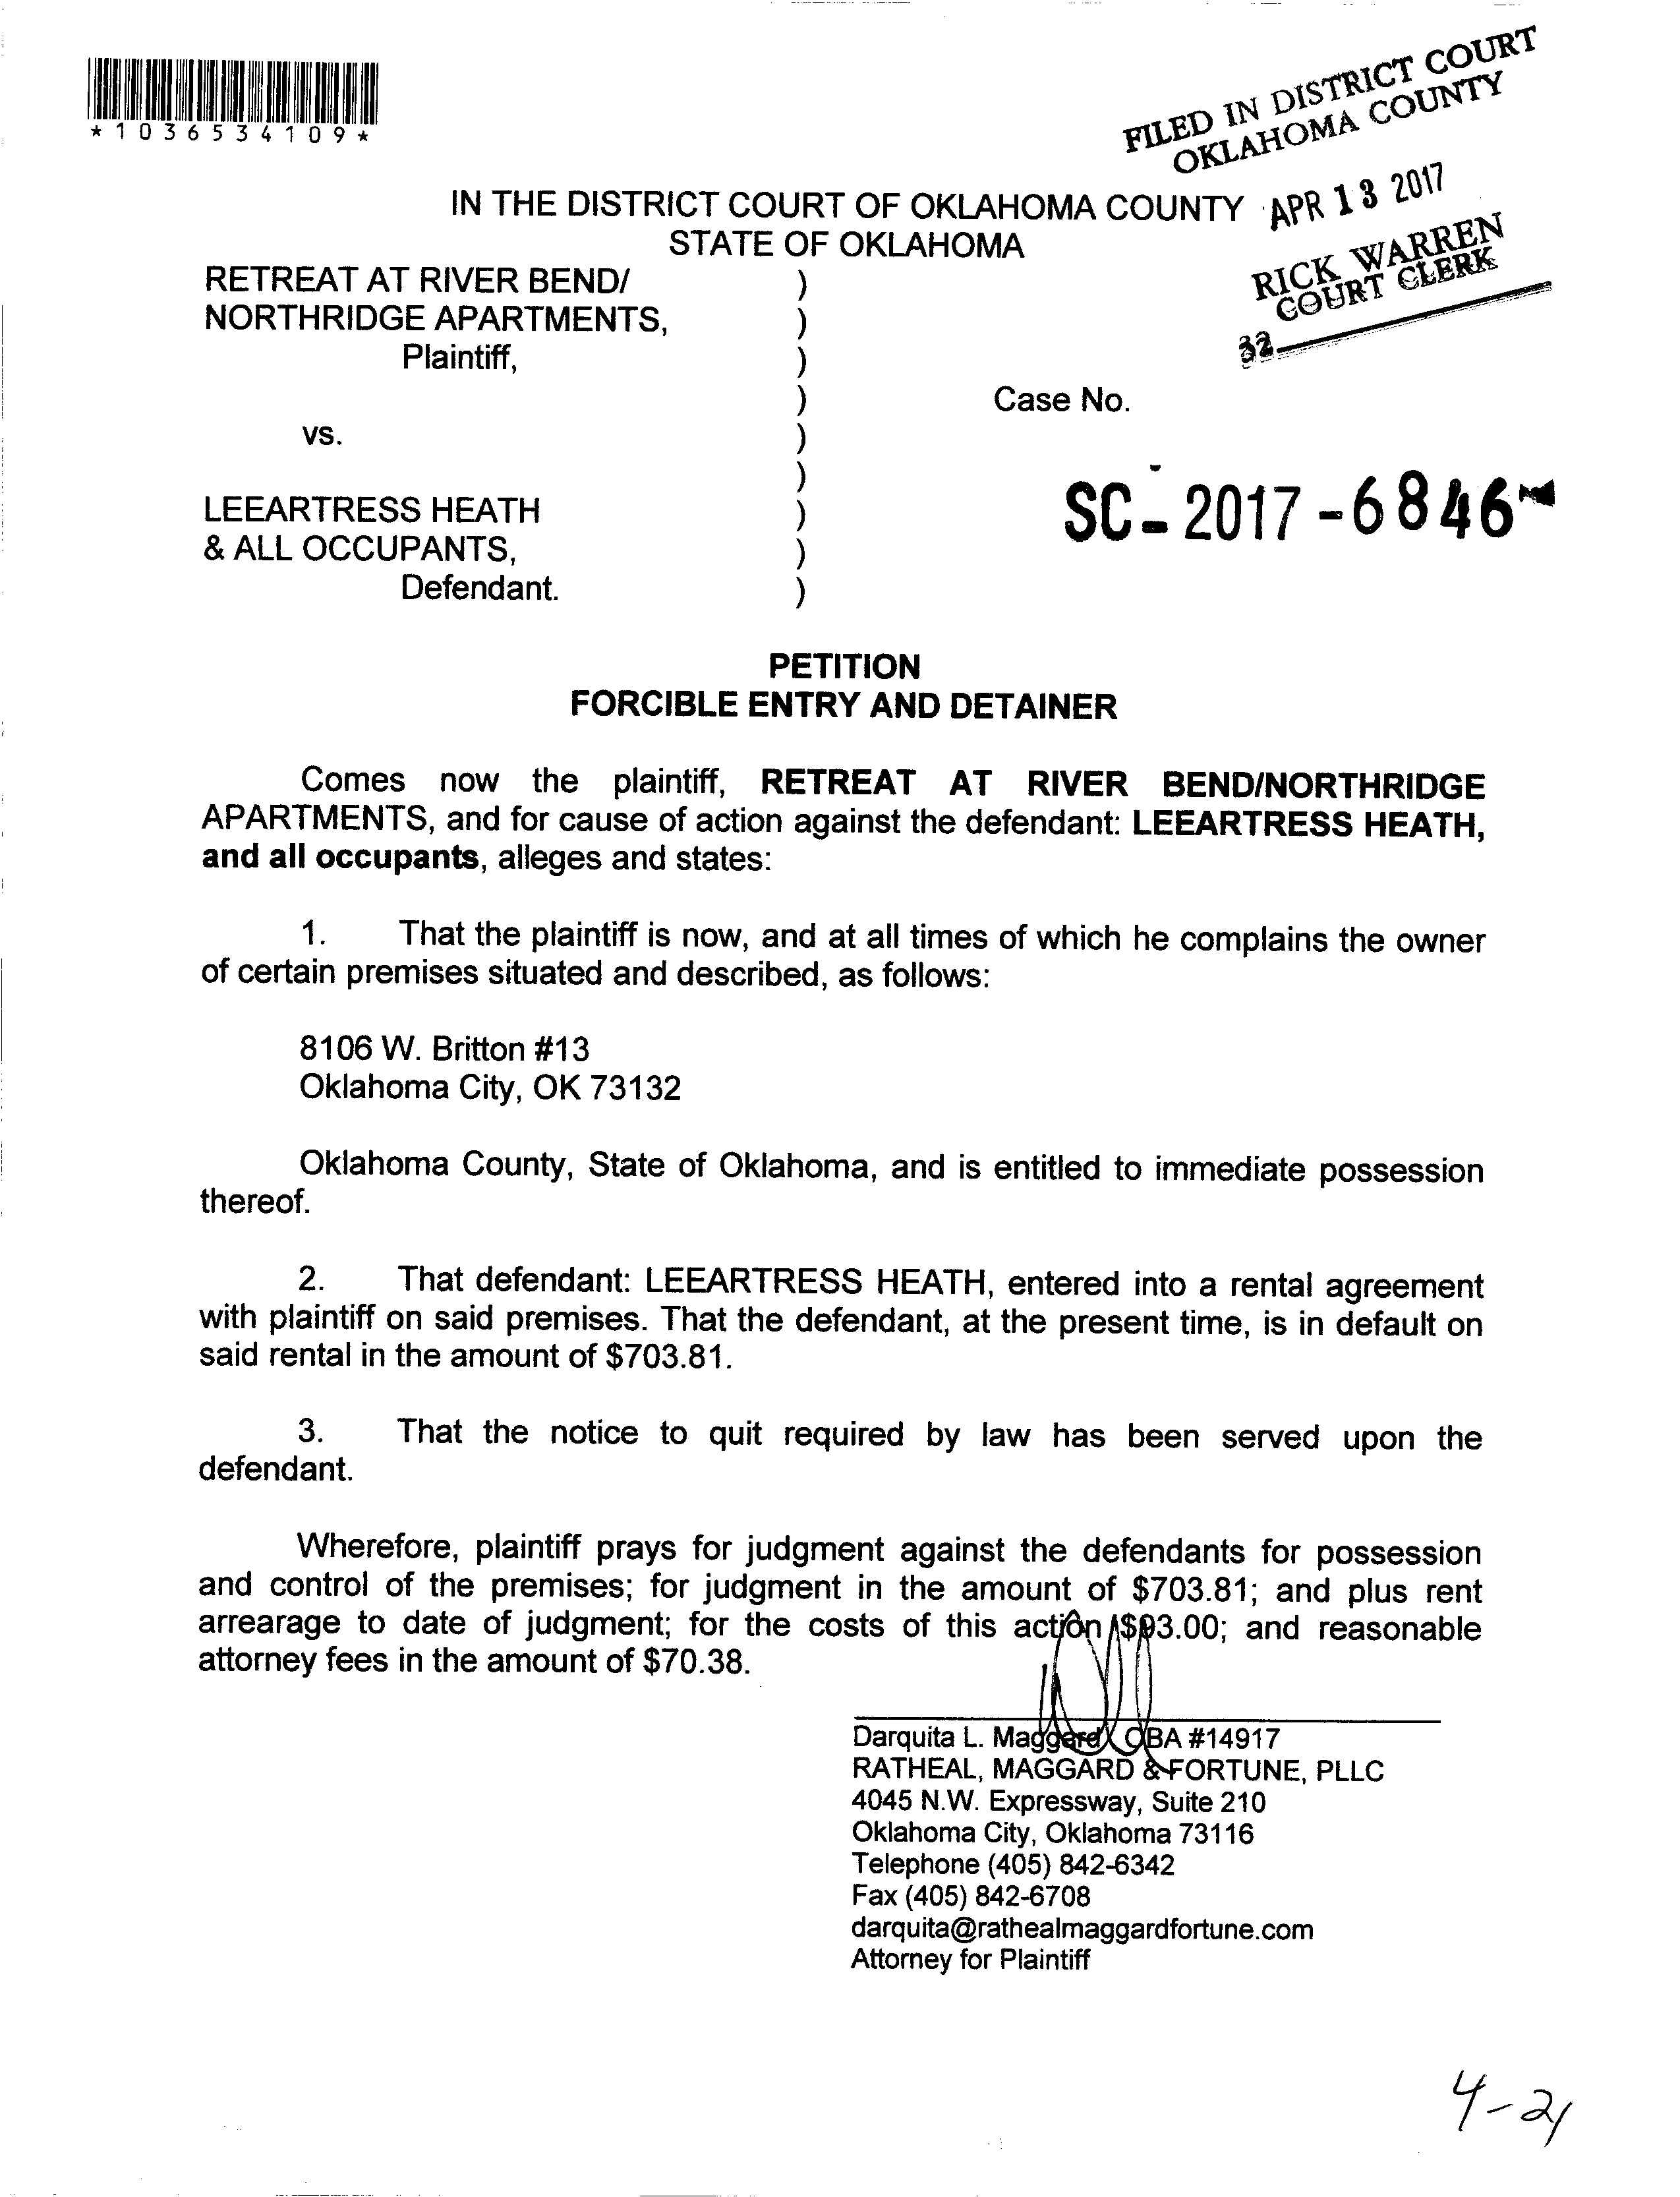 *1036534109*
FILED IN DISTRICT COURT
OKLAHOMA COUNTY
APR 13 2017
RICK WARREN
COURT CLERK
32
IN THE DISTRICT COURT OF OKLAHOMA COUNTY
STATE OF OKLAHOMA
RETREAT AT RIVER BEND/ )
NORTHRIDGE APARTMENTS, )
Plaintiff, )
) Case No.
vs. )
)
SC-2017-6846
LEEARTRESS HEATH )
& ALL OCCUPANTS, )
Defendant. )
PETITION
FORCIBLE ENTRY AND DETAINER
Comes now the plaintiff, RETREAT AT RIVER BEND/NORTHRIDGE
APARTMENTS, and for cause of action against the defendant: LEEARTRESS HEATH,
and all occupants, alleges and states:
1. That the plaintiff is now, and at all times of which he complains the owner
of certain premises situated and described, as follows:
8106 W. Britton #13
Oklahoma City, OK 73132
Oklahoma County, State of Oklahoma, and is entitled to immediate possession
thereof.
2. That defendant: LEEARTRESS HEATH, entered into a rental agreement
with plaintiff on said premises. That the defendant, at the present time, is in default on
said rental in the amount of $703.81.
3. That the notice to quit required by law has been served upon the
defendant.
Wherefore, plaintiff prays for judgment against the defendants for possession
and control of the premises; for judgment in the amount of $703.81; and plus rent
arrearage to date of judgment; for the costs of this action $93.00; and reasonable
attorney fees in the amount of $70.38.
Darquita L. Maggard OBA #14917
RATHEAL, MAGGARD & FORTUNE, PLLC
4045 N.W. Expressway, Suite 210
Oklahoma City, Oklahoma 73116
Telephone (405) 842-6342
Fax (405) 842-6708
darquita@rathealmaggardfortune.com
Attorney for Plaintiff
4-21